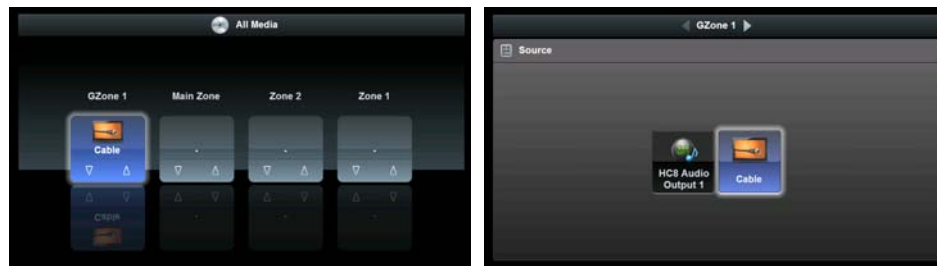 All Media
GZone 1
Main Zone
Zone 2
Zone 1
Cable
Cable
GZone 1
Source
HC8 Audio
Output 1
Cable